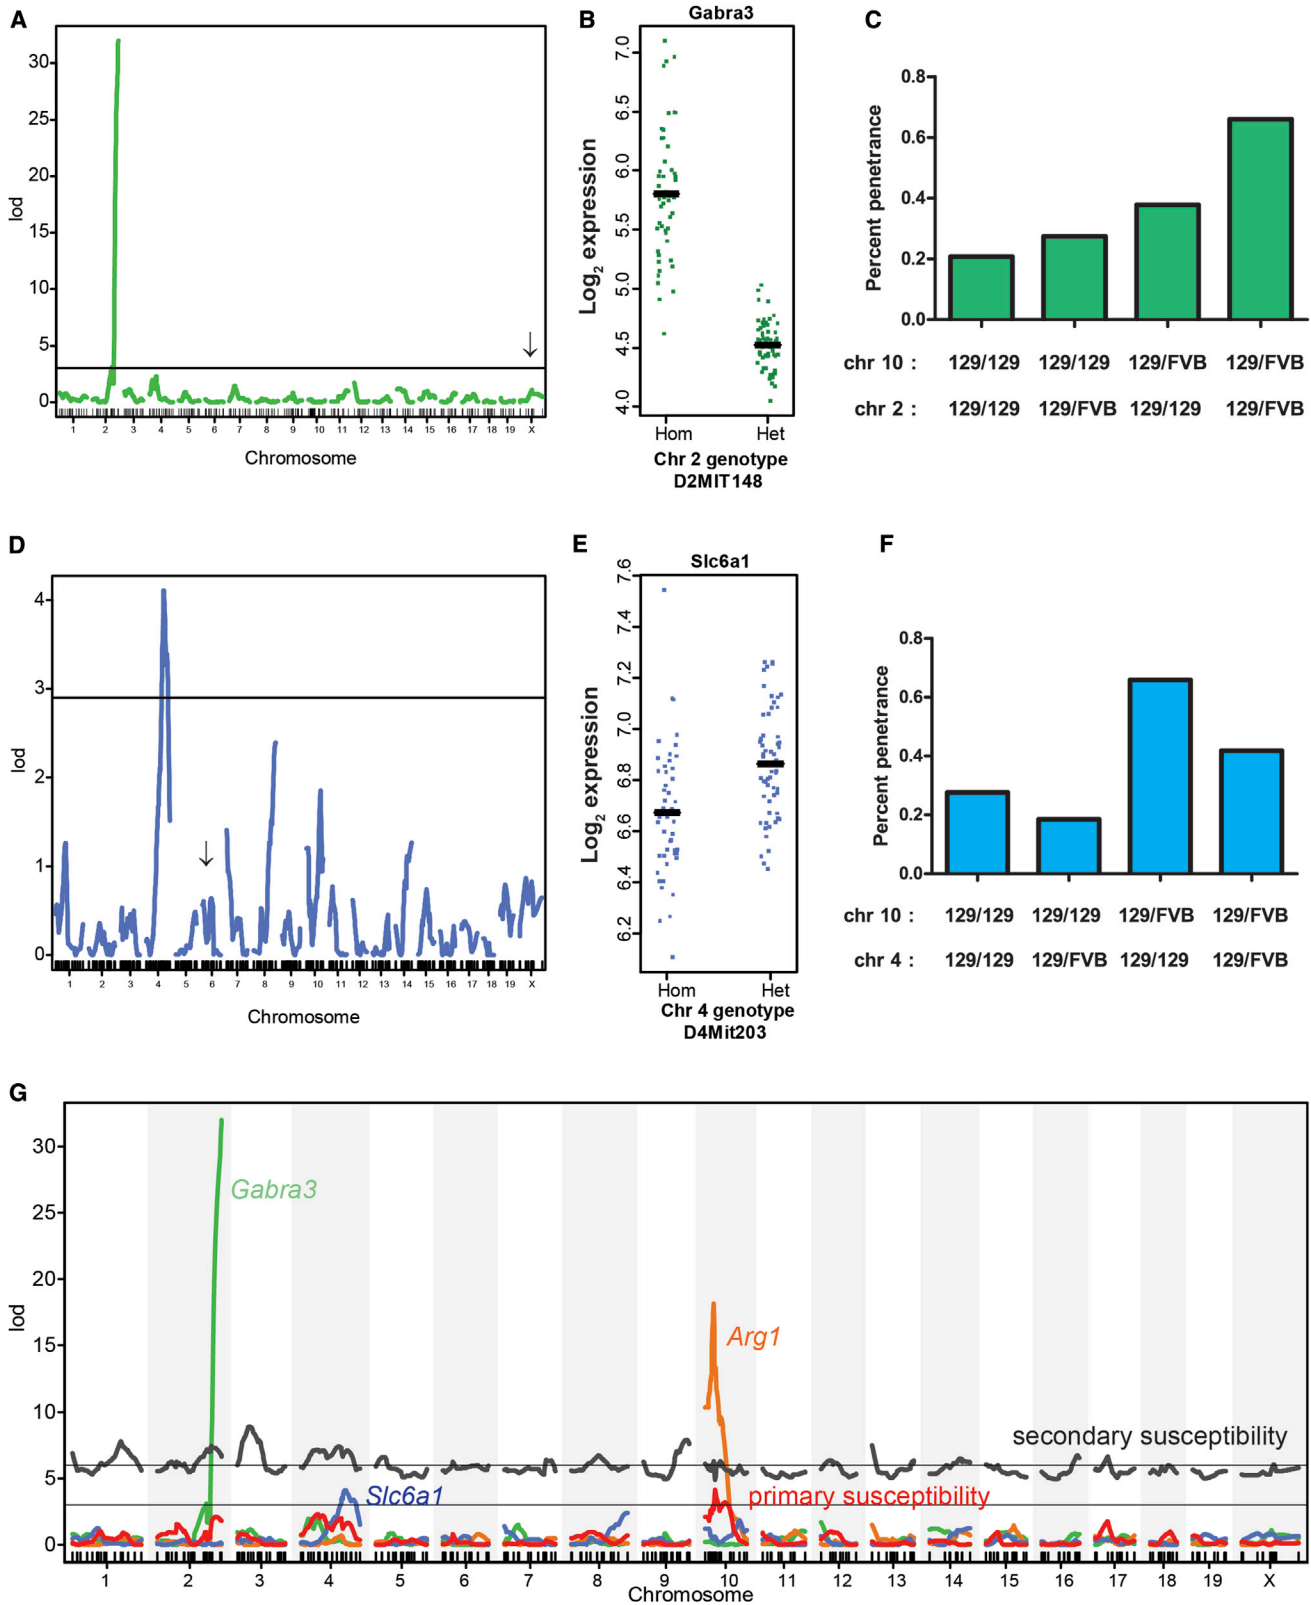 A
30
25
20
15
10
5
0
lod
1 2 3 4 5 6 7 8 9 10 11 12 13 14 15 16 17 18 19 X
Chromosome
B
Gabra3
7.0
6.5
6.0
5.5
5.0
4.5
4.0
Log2 expression
Hom Het
Chr 2 genotype
D2MIT148
C
0.8
0.6
0.4
0.2
0.0
Percent penetrance
chr 10 : 129/129 129/129 129/FVB 129/FVB
chr 2 : 129/129 129/FVB 129/129 129/FVB
D
4
3
2
1
0
lod
1 2 3 4 5 6 7 8 9 10 11 12 13 14 15 16 17 18 19 X
Chromosome
E
Slc6a1
7.6
7.4
7.2
7.0
6.8
6.6
6.4
6.2
Log2 expression
Hom Het
Chr 4 genotype
D4Mit203
F
0.8
0.6
0.4
0.2
0.0
Percent penetrance
chr 10 : 129/129 129/129 129/FVB 129/FVB
chr 4 : 129/129 129/FVB 129/129 129/FVB
G
30
25
20
15
10
5
0
lod
Gabra3
Arg1
secondary susceptibility
Slc6a1
primary susceptibility
1 2 3 4 5 6 7 8 9 10 11 12 13 14 15 16 17 18 19 X
Chromosome